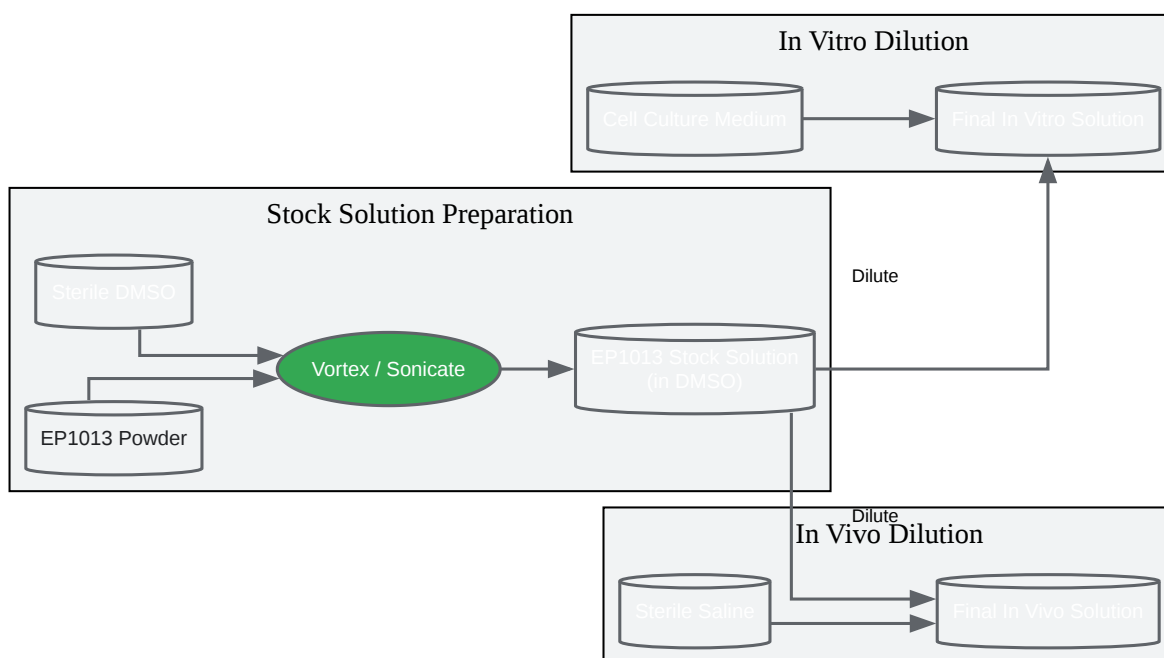 In Vitro Dilution
Cell Culture Medium
Final In Vitro Solution
Stock Solution Preparation
Sterile DMSO
Dilute
Vortex / Sonicate
EP1013 Stock Solution
(in DMSO)
EP1013 Powder
Dilute
In Vivo Dilution
Sterile Saline
Final In Vivo Solution